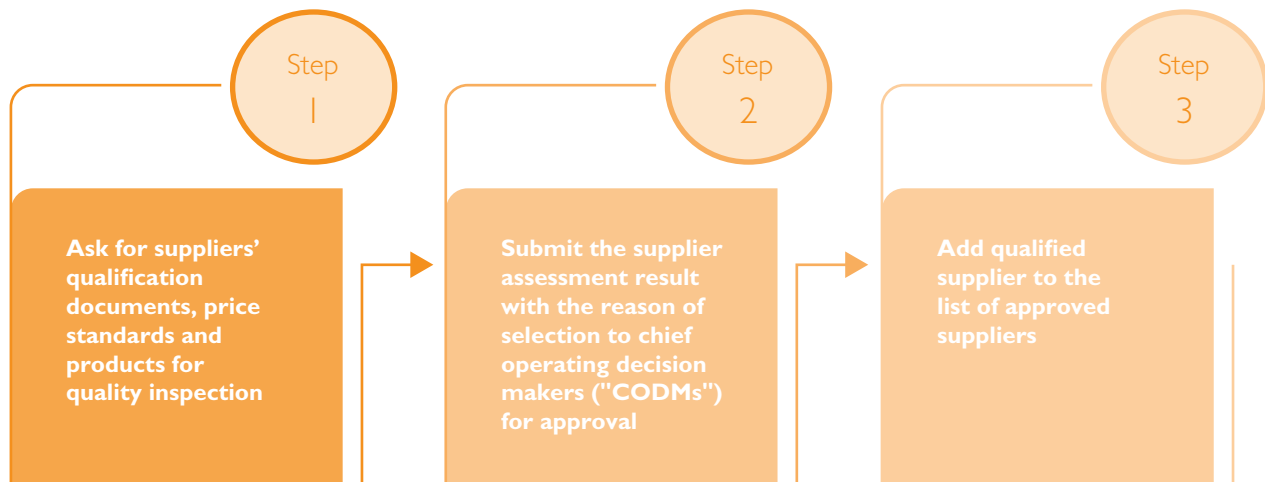 Step
1
Ask for suppliers’
qualification
documents, price
standards and
products for
quality inspection
Step
2
Submit the supplier
assessment result
with the reason of
selection to chief
operating decision
makers ("CODMs")
for approval
Step
3
Add qualified
supplier to the
list of approved
suppliers